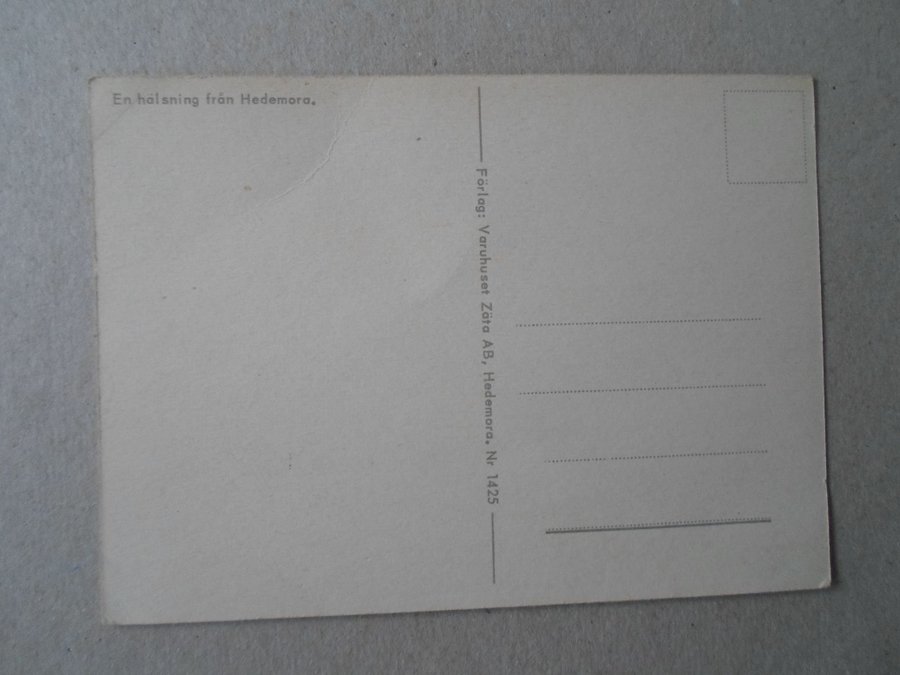 En hälsning från Hedemora.
Förlag: Varuhuset Zäta AB, Hedemora. Nr 1425